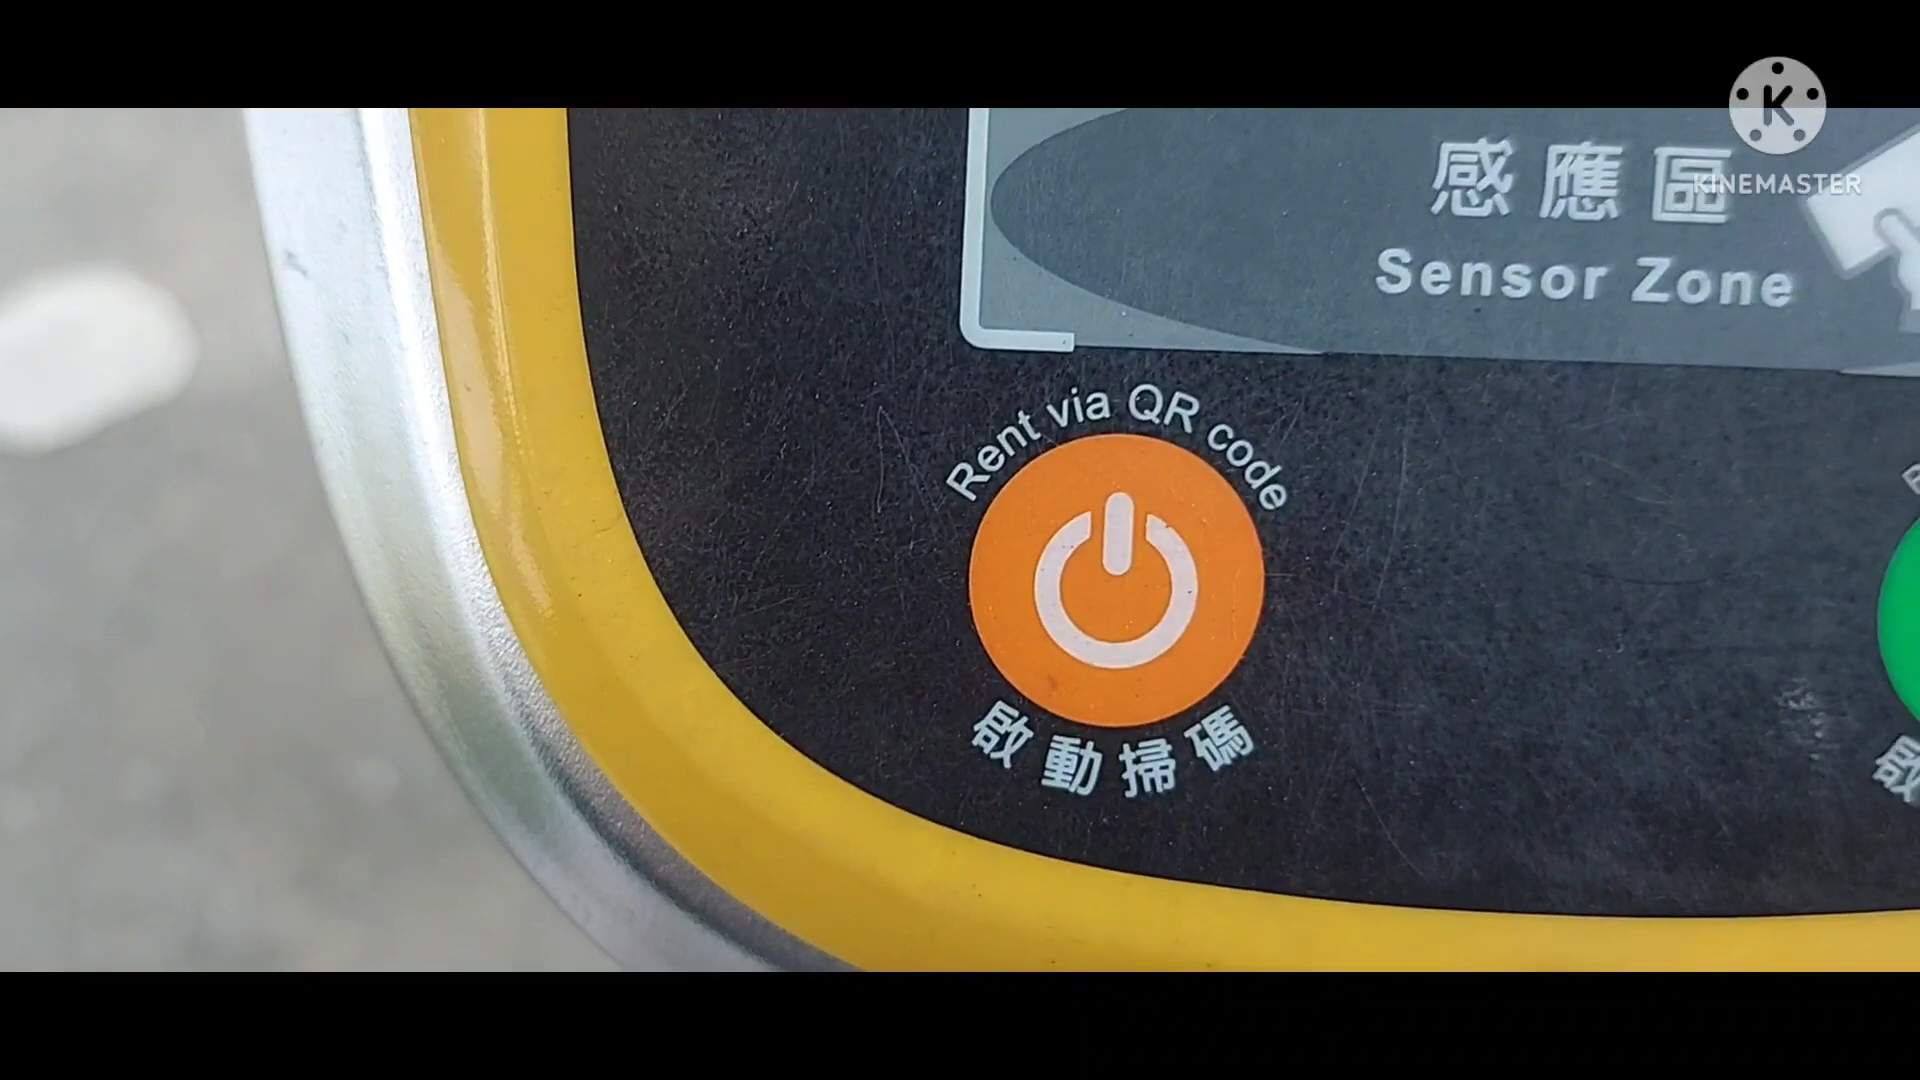 K
KINEMASTER
感應區
Sensor Zone
Rent via QR code
啟動掃碼